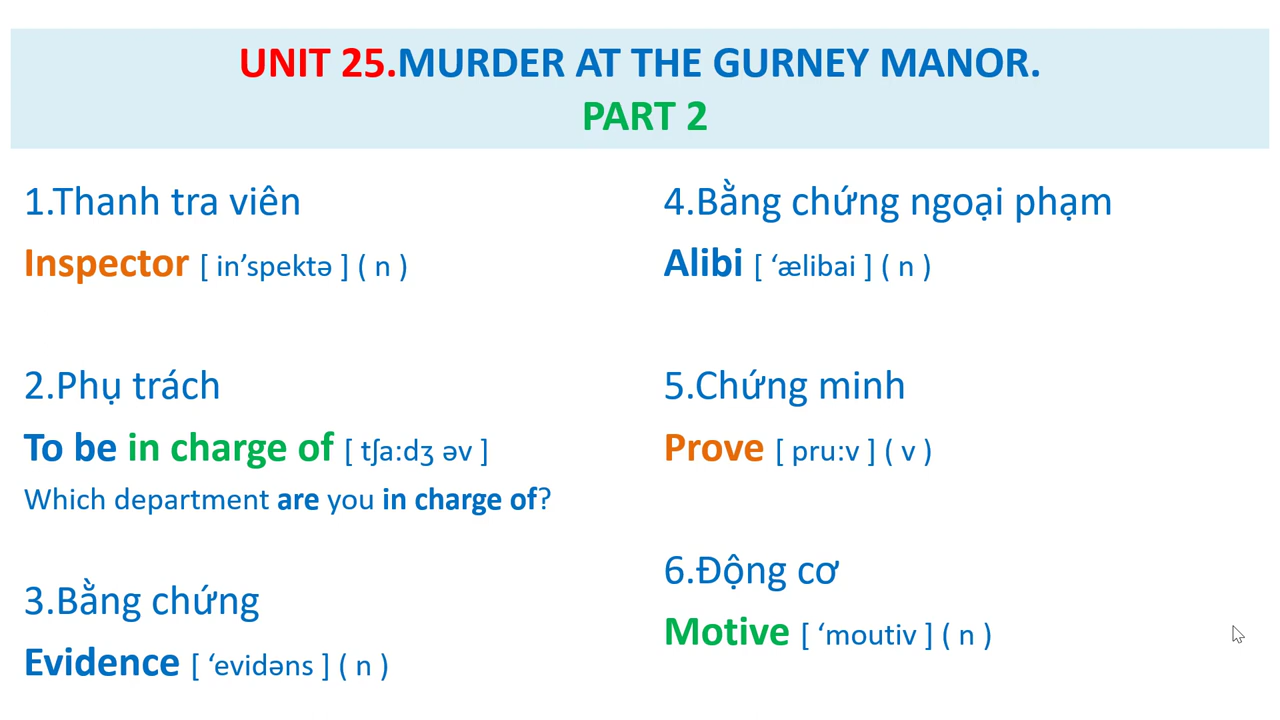 UNIT 25.MURDER AT THE GURNEY MANOR.
PART 2
1.Thanh tra viên
Inspector [ in’spektə ] ( n )
2.Phụ trách
To be in charge of [ tʃa:dʒ əv ]
Which department are you in charge of?
3.Bằng chứng
Evidence [ ‘evidəns ] ( n )
4.Bằng chứng ngoại phạm
Alibi [ ‘ælibai ] ( n )
5.Chứng minh
Prove [ pru:v ] ( v )
6.Động cơ
Motive [ ‘moutiv ] ( n )